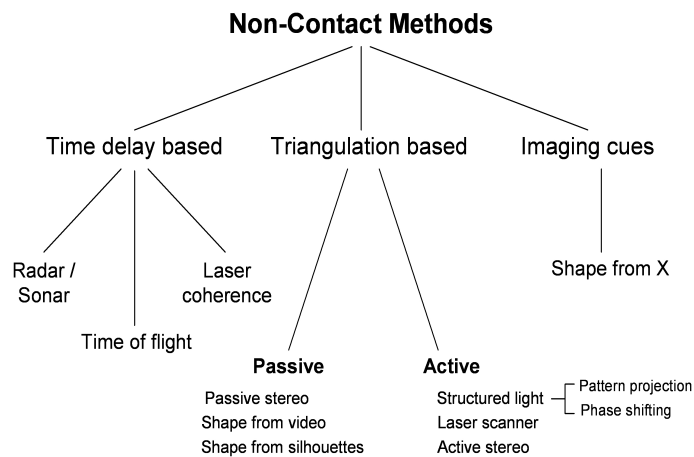 Non-Contact Methods
Time delay based
Triangulation based
Imaging cues
Radar /
Sonar
Laser
coherence
Shape from X
Time of flight
Passive
Passive stereo
Shape from video
Shape from silhouettes
Active
Structured light
Laser scanner
Active stereo
Pattern projection
Phase shifting